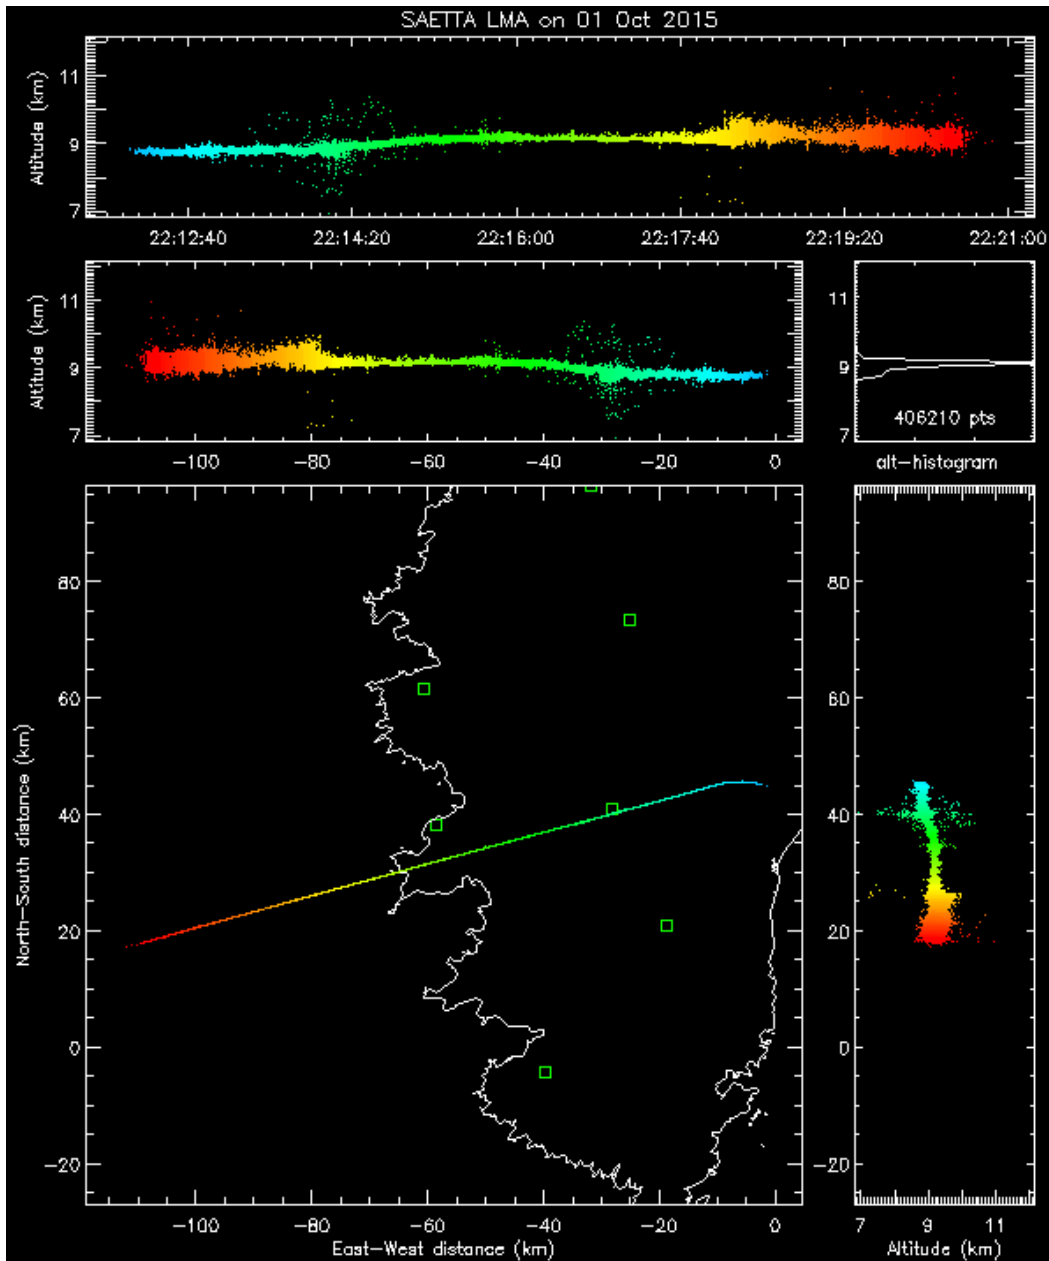 SAETTA LMA on 01 Oct 2015
Altitude (km)
11
9
7
22:12:40 22:14:20 22:16:00 22:17:40 22:19:20 22:21:00
Altitude (km)
11
9
7
-100 -80 -60 -40 -20 0
11
9
7
406210 pts
alt-histogram
North-South distance (km)
80
60
40
20
0
-20
-100 -80 -60 -40 -20 0
East-West distance (km)
80
60
40
20
0
-20
7 9 11
Altitude (km)